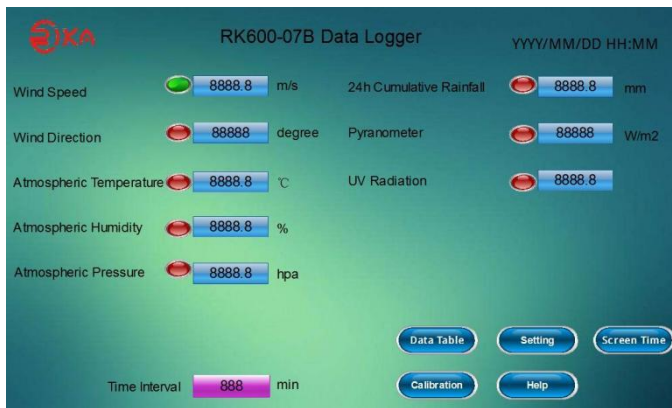 RIKA
RK600-07B Data Logger
YYYY/MM/DD HH:MM
Wind Speed 8888.8 m/s
24h Cumulative Rainfall 8888.8 mm
Wind Direction 88888 degree
Pyranometer 88888 W/m2
Atmospheric Temperature 8888.8 ℃
UV Radiation 8888.8
Atmospheric Humidity 8888.8 %
Atmospheric Pressure 8888.8 hpa
Data Table
Setting
Screen Time
Time Interval 888 min
Calibration
Help